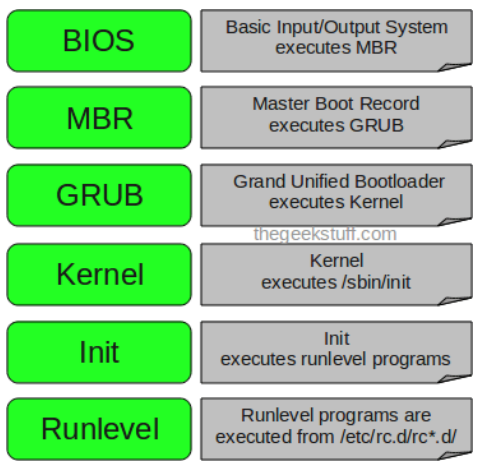 BIOS
Basic Input/Output System
executes MBR
MBR
Master Boot Record
executes GRUB
GRUB
Grand Unified Bootloader
executes Kernel
thegeekstuff.com
Kernel
Kernel
executes /sbin/init
Init
Init
executes runlevel programs
Runlevel
Runlevel programs are
executed from /etc/rc.d/rc*.d/